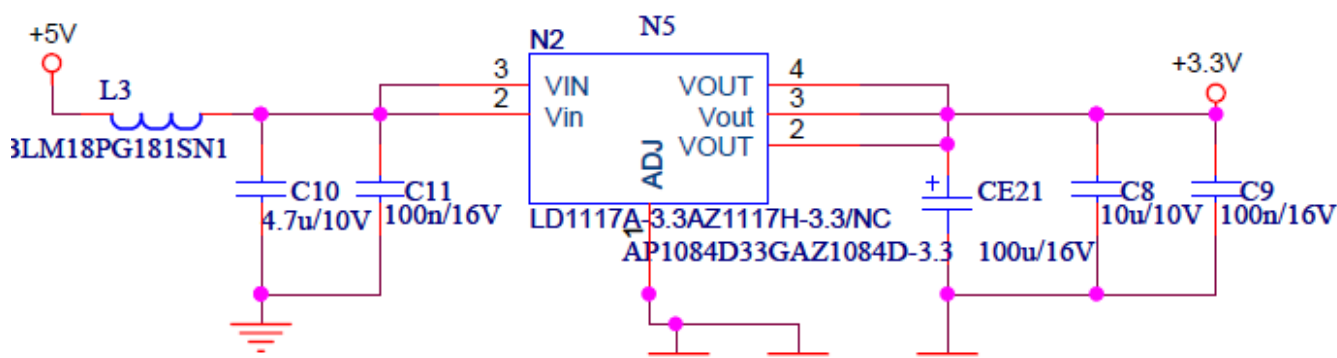 +5V
L3
BLM18PG181SN1
C10
4.7u/10V
C11
100n/16V
N2
N5
3
2
VIN
Vin
ADJ
1
VOUT
Vout
VOUT
4
3
2
LD1117A-3.3AZ1117H-3.3/NC
AP1084D33GAZ1084D-3.3
CE21
+
100u/16V
C8
10u/10V
+3.3V
C9
100n/16V